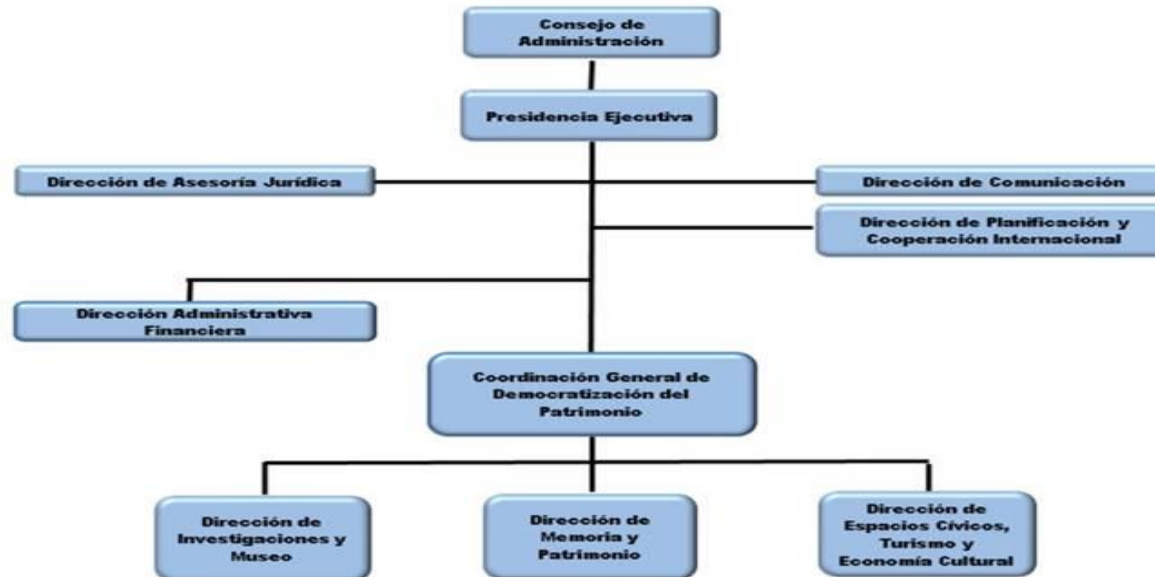 Consejo de
Administración
Presidencia Ejecutiva
Dirección de Asesoría Jurídica
Dirección de Comunicación
Dirección de Planificación y
Cooperación Internacional
Dirección Administrativa
Financiera
Coordinación General de
Democratización del
Patrimonio
Dirección de
Investigaciones y
Museo
Dirección de
Memoria y
Patrimonio
Dirección de
Espacios Cívicos,
Turismo y
Economía Cultural